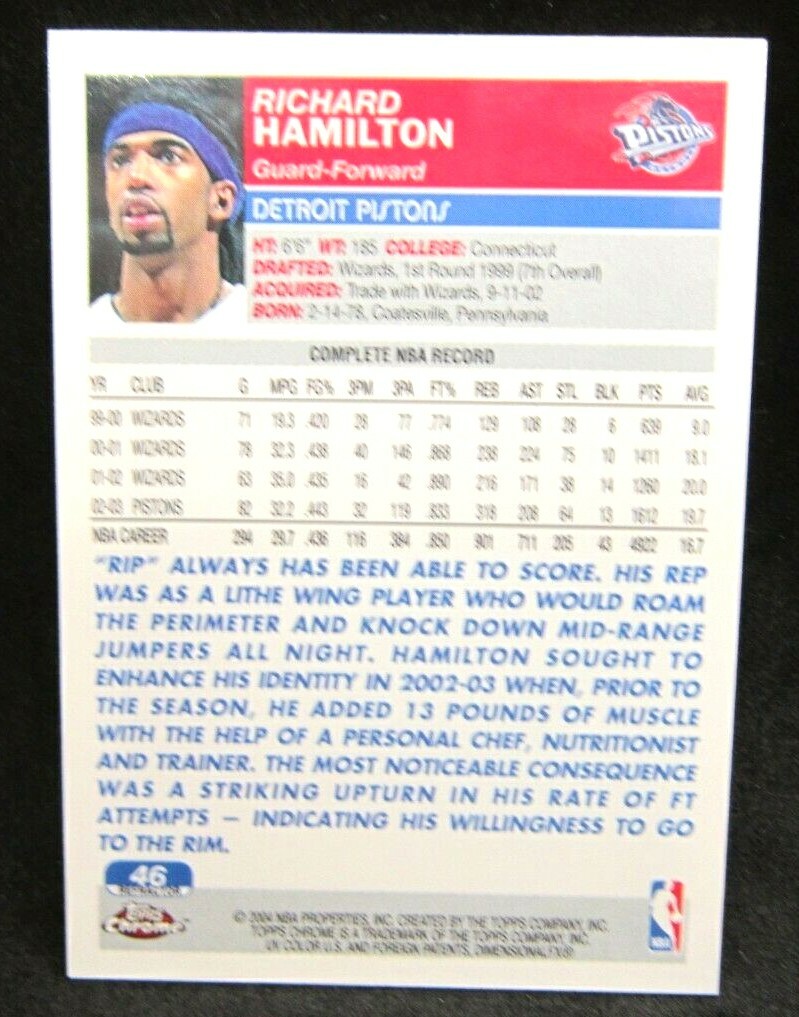 RICHARD
HAMILTON
Guard-Forward
PISTONS
DETROIT PISTONS
HT: 6'6" WT: 185 COLLEGE: Connecticut
DRAFTED: Wizards, 1st Round 1999 (7th Overall)
ACQUIRED: Trade with Wizards, 9-11-02
BORN: 2-14-78, Coatesville, Pennsylvania
COMPLETE NBA RECORD
YR CLUB G MPG FG% 3PM 3PA FT% REB AST STL BLK PTS AVG
99-00 WIZARDS 71 19.3 .420 28 77 .774 129 108 28 6 639 9.0
00-01 WIZARDS 78 32.3 .438 40 146 .868 238 224 75 10 1411 18.1
01-02 WIZARDS 63 35.0 .435 16 42 .890 216 171 38 14 1260 20.0
02-03 PISTONS 82 32.2 .443 32 119 .833 318 208 64 13 1612 19.7
NBA CAREER 294 29.7 .436 116 384 .850 901 711 205 43 4922 16.7
"RIP" ALWAYS HAS BEEN ABLE TO SCORE. HIS REP
WAS AS A LITHE WING PLAYER WHO WOULD ROAM
THE PERIMETER AND KNOCK DOWN MID-RANGE
JUMPERS ALL NIGHT. HAMILTON SOUGHT TO
ENHANCE HIS IDENTITY IN 2002-03 WHEN, PRIOR TO
THE SEASON, HE ADDED 13 POUNDS OF MUSCLE
WITH THE HELP OF A PERSONAL CHEF, NUTRITIONIST
AND TRAINER. THE MOST NOTICEABLE CONSEQUENCE
WAS A STRIKING UPTURN IN HIS RATE OF FT
ATTEMPTS — INDICATING HIS WILLINGNESS TO GO
TO THE RIM.
46
REFRACTOR
Topps
Chrome
© 2004 NBA PROPERTIES, INC. CREATED BY THE TOPPS COMPANY, INC.
TOPPS CHROME IS A TRADEMARK OF THE TOPPS COMPANY, INC.
UV COLOR U.S. AND FOREIGN PATENTS, DIMENSIONALITY/®
NBA